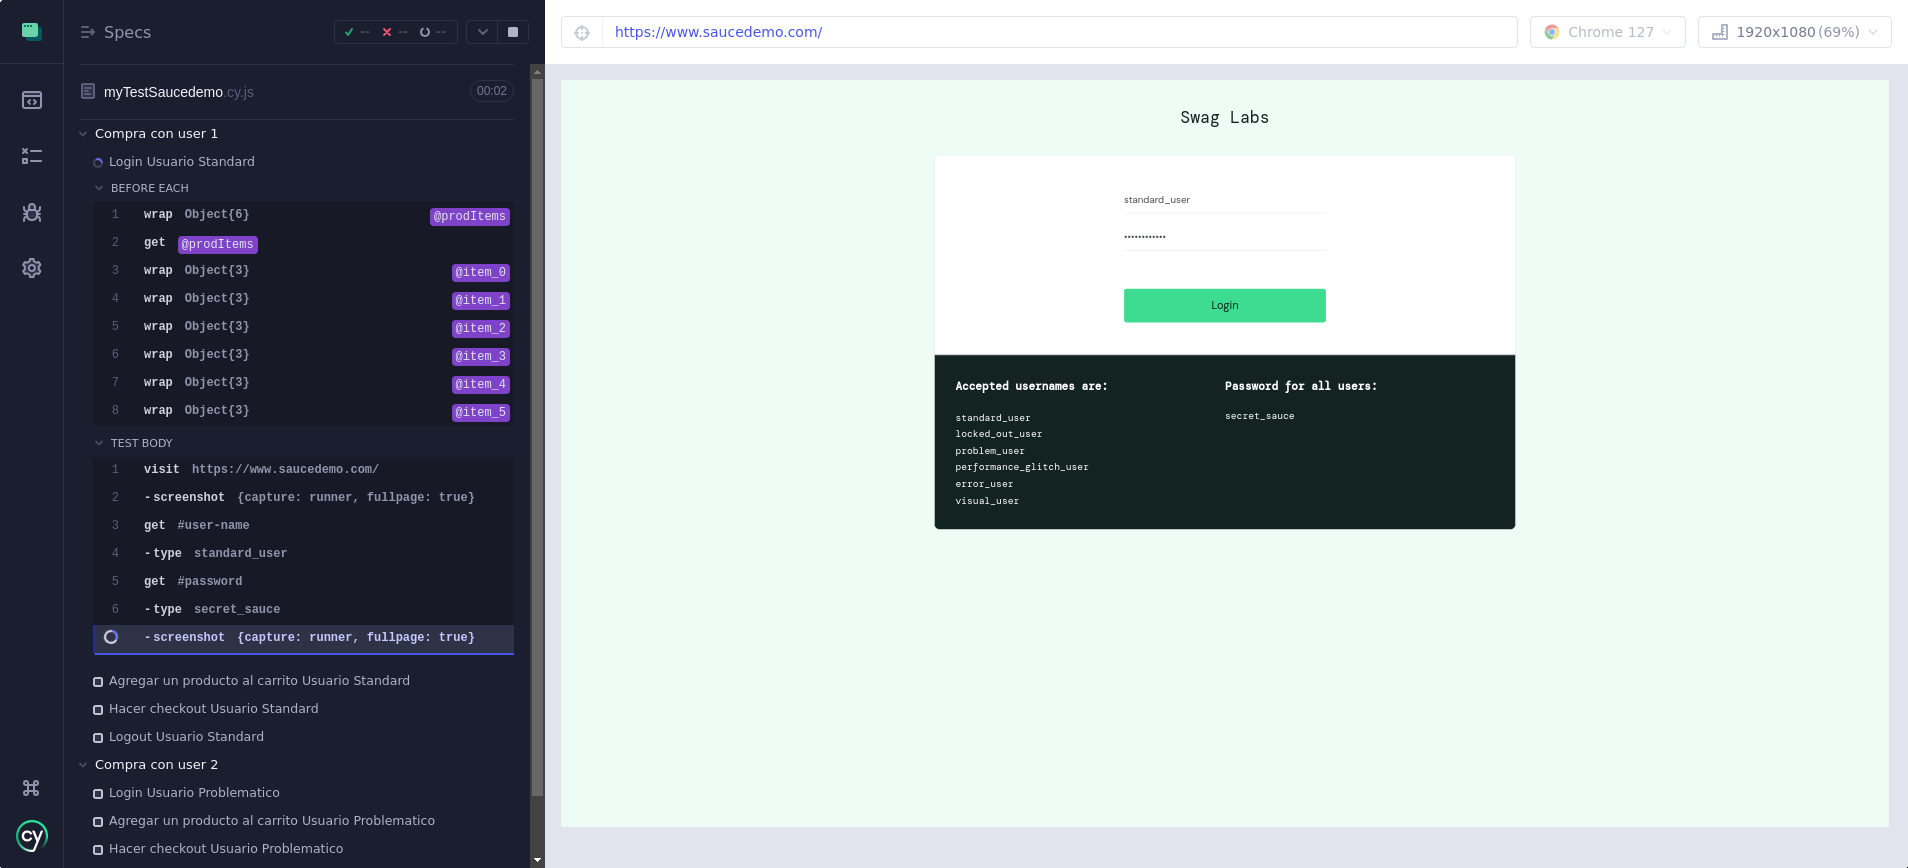 Specs
--
--
--
https://www.saucedemo.com/
Chrome 127
1920x1080 (69%)
myTestSaucedemo.cy.js
00:02
Compra con user 1
Login Usuario Standard
BEFORE EACH
1 wrap Object{6} @prodItems
2 get @prodItems
3 wrap Object{3} @item_0
4 wrap Object{3} @item_1
5 wrap Object{3} @item_2
6 wrap Object{3} @item_3
7 wrap Object{3} @item_4
8 wrap Object{3} @item_5
TEST BODY
1 visit https://www.saucedemo.com/
2 -screenshot {capture: runner, fullpage: true}
3 get #user-name
4 -type standard_user
5 get #password
6 -type secret_sauce
-screenshot {capture: runner, fullpage: true}
Agregar un producto al carrito Usuario Standard
Hacer checkout Usuario Standard
Logout Usuario Standard
Compra con user 2
Login Usuario Problematico
Agregar un producto al carrito Usuario Problematico
Hacer checkout Usuario Problematico
cy
Swag Labs
standard_user
••••••••••••
Login
Accepted usernames are:
standard_user
locked_out_user
problem_user
performance_glitch_user
error_user
visual_user
Password for all users:
secret_sauce